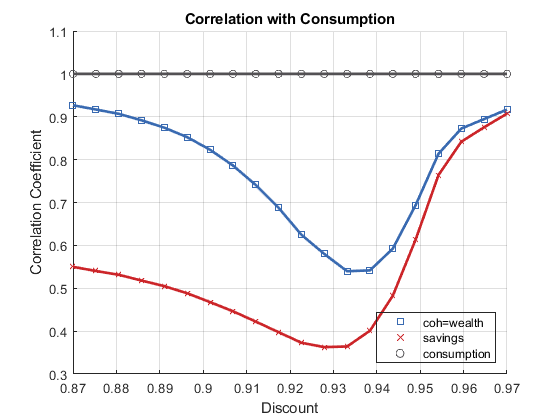 Correlation with Consumption
1.1
1
0.9
0.8
0.7
0.6
0.5
0.4
0.3
Correlation Coefficient
coh=wealth
savings
consumption
0.87 0.88 0.89 0.9 0.91 0.92 0.93 0.94 0.95 0.96 0.97
Discount